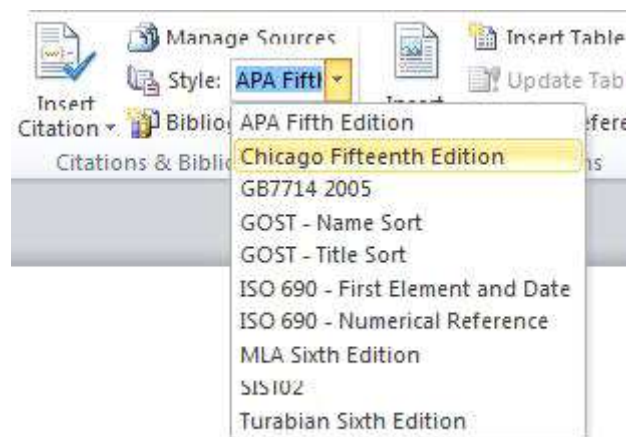 Manage Sources
Insert Table
Style: APA Fifth
Update Tab
Insert
Citation
Biblio
APA Fifth Edition
efere
Citations & Biblio
Chicago Fifteenth Edition
ns
GB7714 2005
GOST - Name Sort
GOST - Title Sort
ISO 690 - First Element and Date
ISO 690 - Numerical Reference
MLA Sixth Edition
SIST02
Turabian Sixth Edition